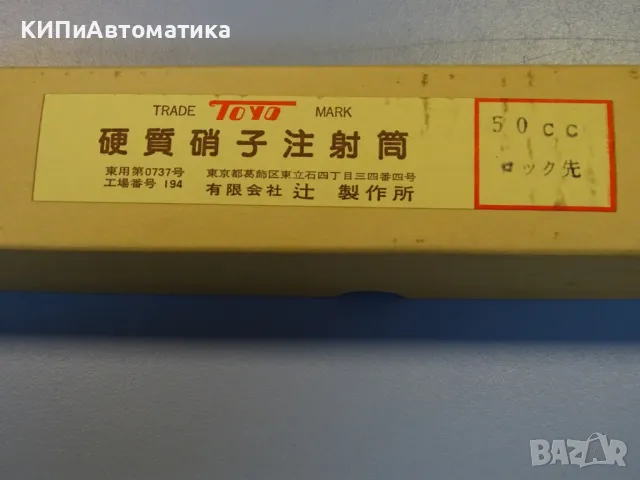 КИПиАвтоматика
TRADE TOYO MARK
硬質硝子注射筒
東用第0737号 東京都葛飾区東立石四丁目三四番四号
工場番号 194 有限会社 辻 製作所
50cc
ロック先
BAZAR